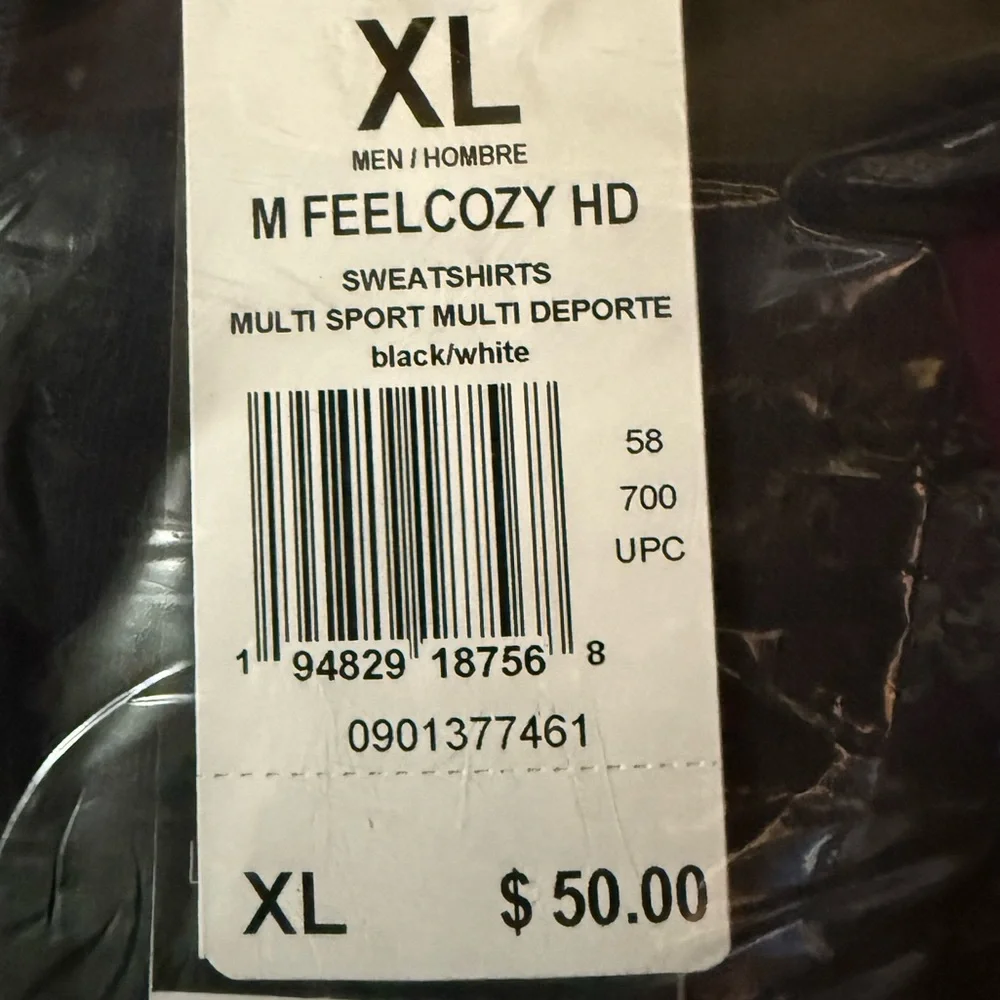 XL
MEN / HOMBRE
M FEELCOZY HD
SWEATSHIRTS
MULTI SPORT MULTI DEPORTE
black/white
58
700
UPC
1 94829 18756 8
0901377461
XL $ 50.00